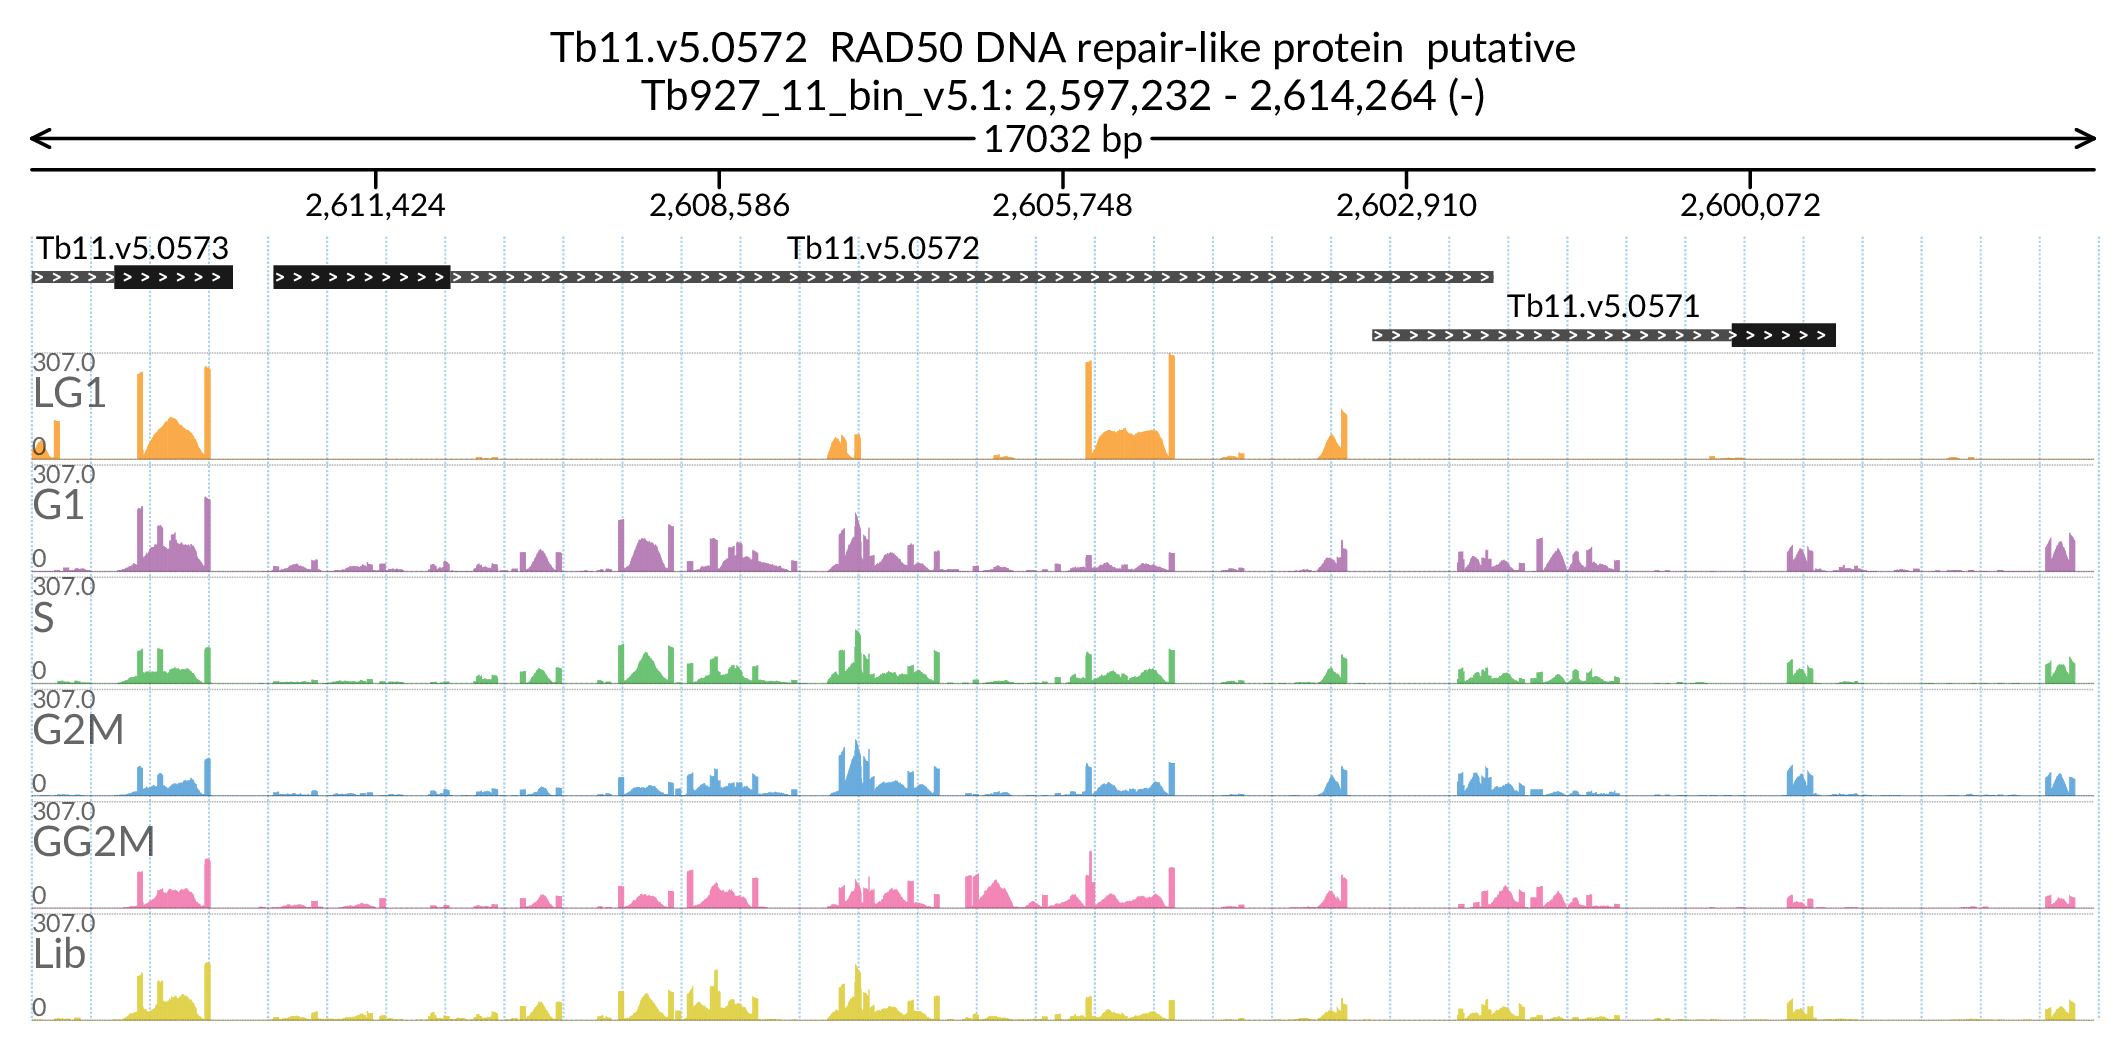 Tb11.v5.0572 RAD50 DNA repair-like protein putative
Tb927_11_bin_v5.1: 2,597,232 - 2,614,264 (-)
17032 bp
2,611,424 2,608,586 2,605,748 2,602,910 2,600,072
Tb11.v5.0573 Tb11.v5.0572
Tb11.v5.0571
307.0
LG1
0
307.0
G1
0
307.0
S
0
307.0
G2M
0
307.0
GG2M
0
307.0
Lib
0